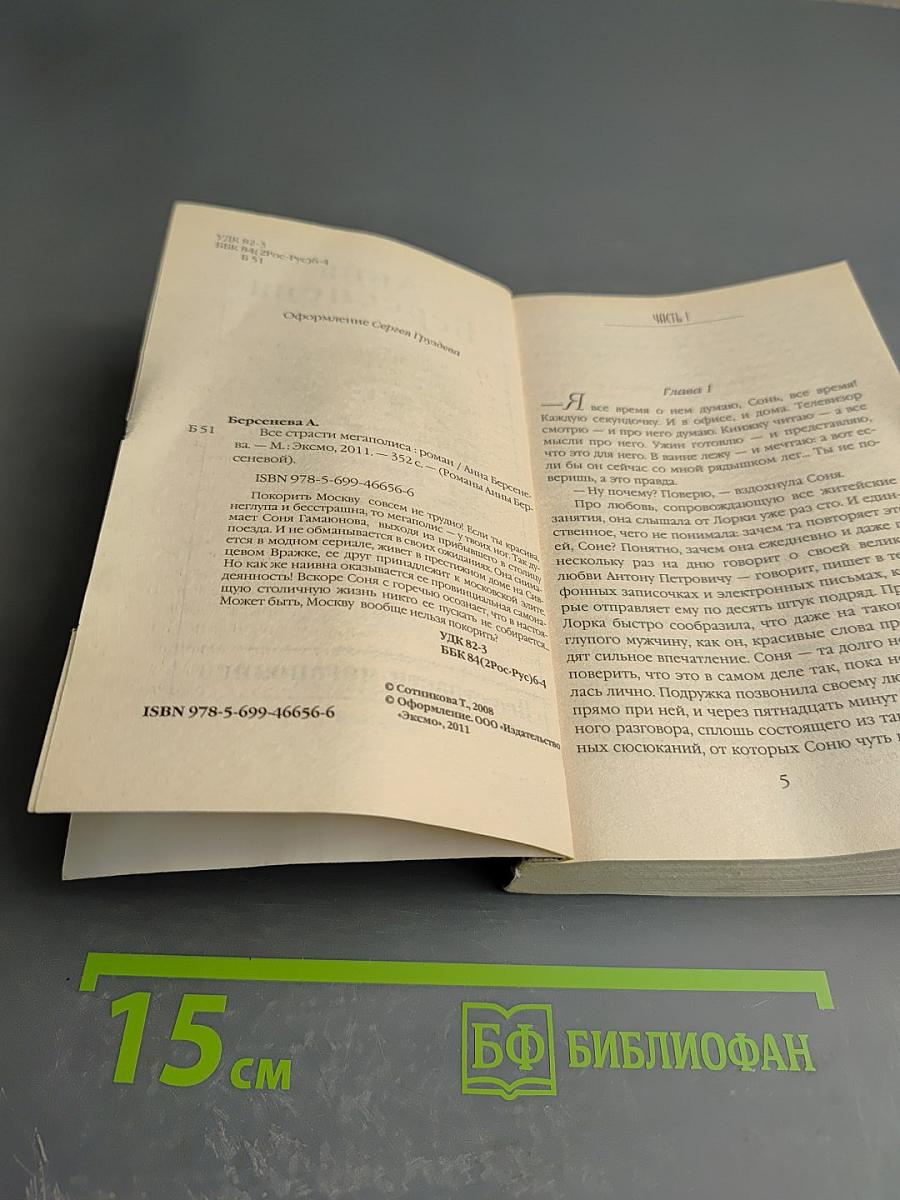 УДК 82-3
ББК 84(2Рос-Рус)6-4
Б 51
Оформление Сергея Груздева
Берсенева А.
Б 51
Все страсти мегаполиса : роман / Анна Берсене-
ва. — М. : Эксмо, 2011. — 352 с. — (Романы Анны Бер-
сеневой).
ISBN 978-5-699-46656-6
Покорить Москву совсем не трудно! Если ты красива,
неглупа и бесстрашна, то мегаполис — у твоих ног. Так ду-
мает Соня Гамаюнова, выходя из прибывшего в столицу
поезда. И не обманывается в своих ожиданиях. Она снима-
ется в модном сериале, живет в престижном доме на Сив-
цевом Вражке, ее друг принадлежит к московской элите.
Но как же наивна оказывается ее провинциальная самона-
деянность! Вскоре Соня с горечью осознает, что в настоя-
щую столичную жизнь никто ее пускать не собирается...
Может быть, Москву вообще нельзя покорить?
УДК 82-3
ББК 84(2Рос-Рус)6-4
© Сотникова Т., 2008
© Оформление. ООО «Издательство
«Эксмо», 2011
ISBN 978-5-699-46656-6
ЧАСТЬ I
Глава 1
—Я все время о нем думаю, Сонь, все время!
Каждую секундочку. И в офисе, и дома. Телевизор
смотрю — и про него думаю. Книжку читаю — а все
мысли про него. Ужин готовлю — и представляю,
что это для него. В ванне лежу — и мечтаю: а вот ес-
ли бы он сейчас со мной рядышком лег... Ты не по-
веришь, а это правда.
— Ну почему? Поверю, — вздохнула Соня.
Про любовь, сопровождающую все житейские
занятия, она слышала от Лорки уже раз сто. И един-
ственное, чего не понимала: зачем та повторяет это
ей, Соне? Понятно, зачем она ежедневно и даже п
нескольку раз на дню говорит о своей велик
любви Антону Петровичу — говорит, пишет в те
фонных записочках и электронных письмах, к
рые отправляет ему по десять штук подряд. Пр
Лорка быстро сообразила, что даже на таког
глупого мужчину, как он, красивые слова пр
дят сильное впечатление. Соня — та долго н
поверить, что это в самом деле так, пока н
лась лично. Подружка позвонила своему лю
прямо при ней, и через пятнадцать минут
ного разговора, сплошь состоящего из так
ных сюсюканий, от которых Соню чуть н
5
15 см
БФ БИБЛИОФАН